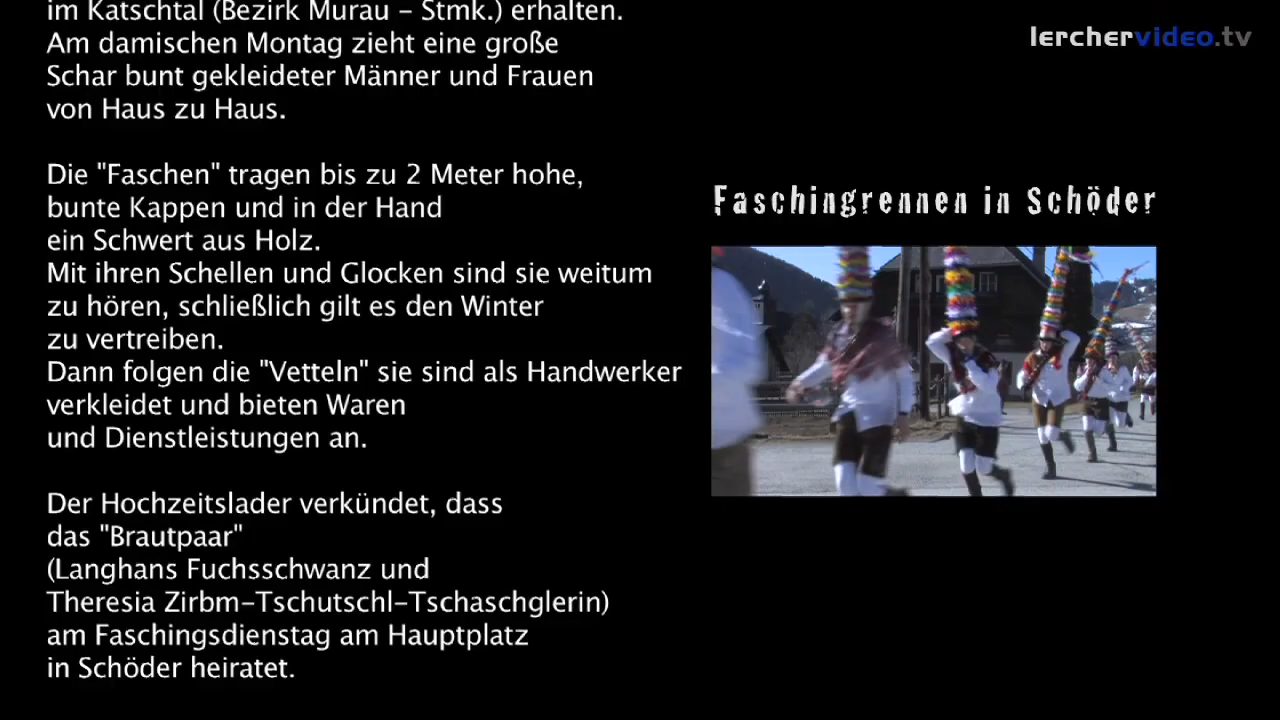 im Katschtal (Bezirk Murau - Stmk.) erhalten.
Am damischen Montag zieht eine große
Schar bunt gekleideter Männer und Frauen
von Haus zu Haus.
Die "Faschen" tragen bis zu 2 Meter hohe,
bunte Kappen und in der Hand
ein Schwert aus Holz.
Mit ihren Schellen und Glocken sind sie weitum
zu hören, schließlich gilt es den Winter
zu vertreiben.
Dann folgen die "Vetteln" sie sind als Handwerker
verkleidet und bieten Waren
und Dienstleistungen an.
Der Hochzeitslader verkündet, dass
das "Brautpaar"
(Langhans Fuchsschwanz und
Theresia Zirbm-Tschutschl-Tschaschglerin)
am Faschingsdienstag am Hauptplatz
in Schöder heiratet.
lerchervideo.tv
Faschingrennen in Schöder